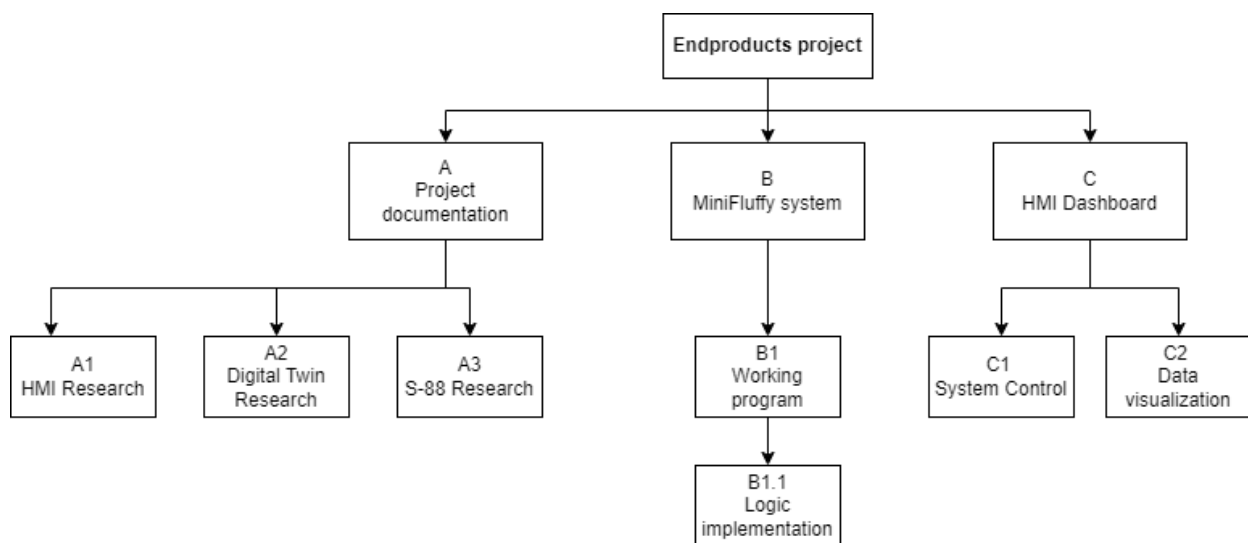 Endproducts project
A
Project
documentation
B
MiniFluffy system
C
HMI Dashboard
A1
HMI Research
A2
Digital Twin
Research
A3
S-88 Research
B1
Working
program
C1
System Control
C2
Data
visualization
B1.1
Logic
implementation